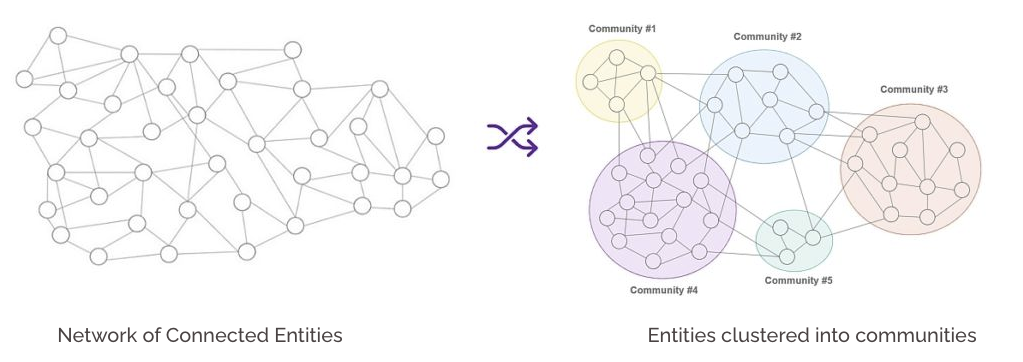 Community #1
Community #2
Community #3
Community #4
Community #5
Network of Connected Entities
Entities clustered into communities